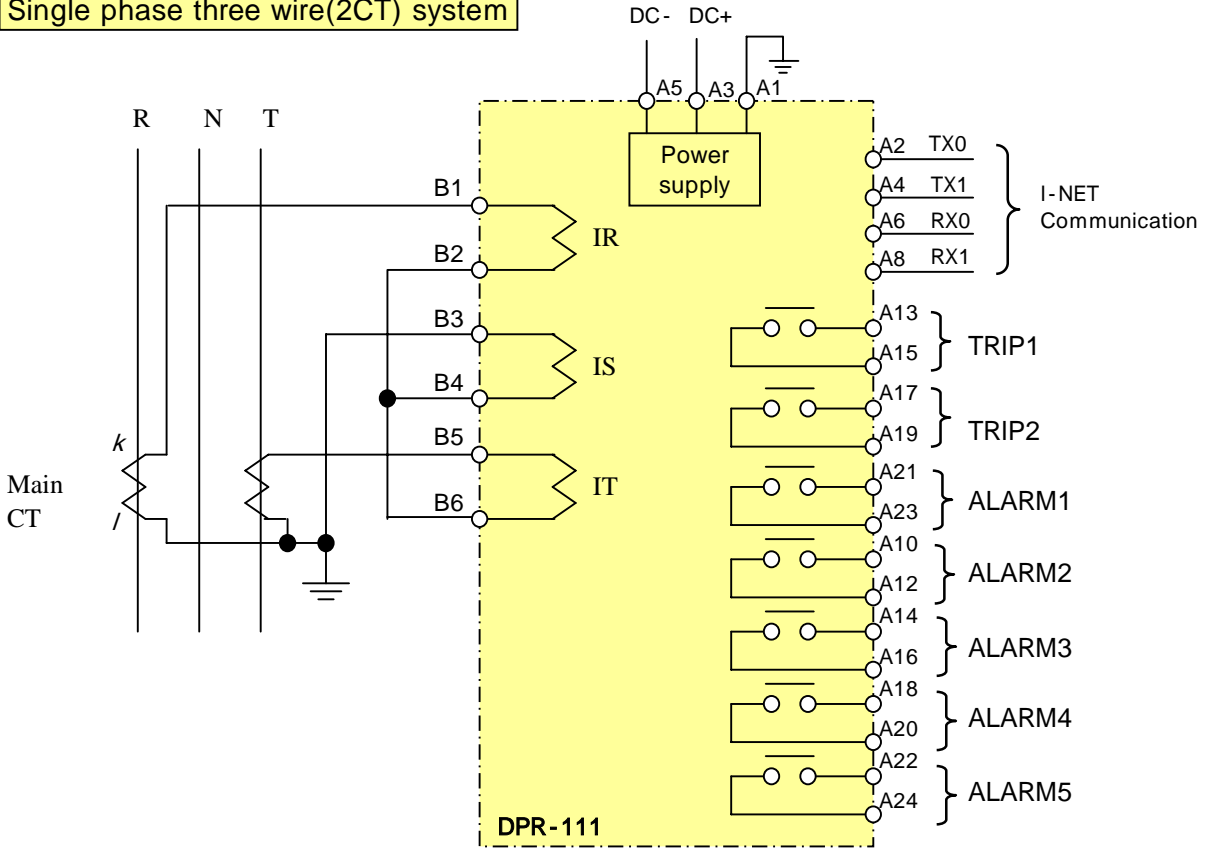 Single phase three wire(2CT) system
DC- DC+
A5 A3 A1
R N T
Power
supply
A2 TX0
A4 TX1
A6 RX0
A8 RX1
I-NET
Communication
B1
IR
B2
B3
IS
B4
B5
IT
B6
k
l
Main
CT
A13
A15
TRIP1
A17
A19
TRIP2
A21
A23
ALARM1
A10
A12
ALARM2
A14
A16
ALARM3
A18
A20
ALARM4
A22
A24
ALARM5
DPR-111